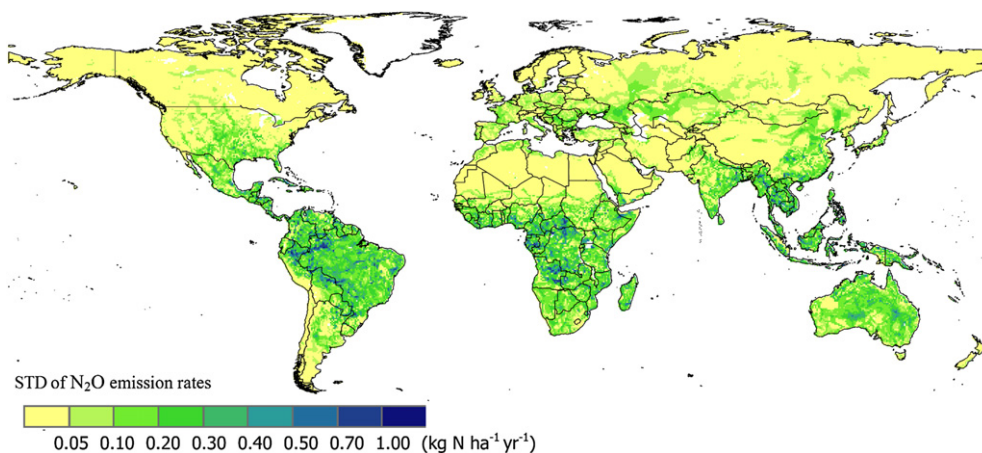 STD of N₂O emission rates
0.05 0.10 0.20 0.30 0.40 0.50 0.70 1.00 (kg N ha⁻¹ yr⁻¹)